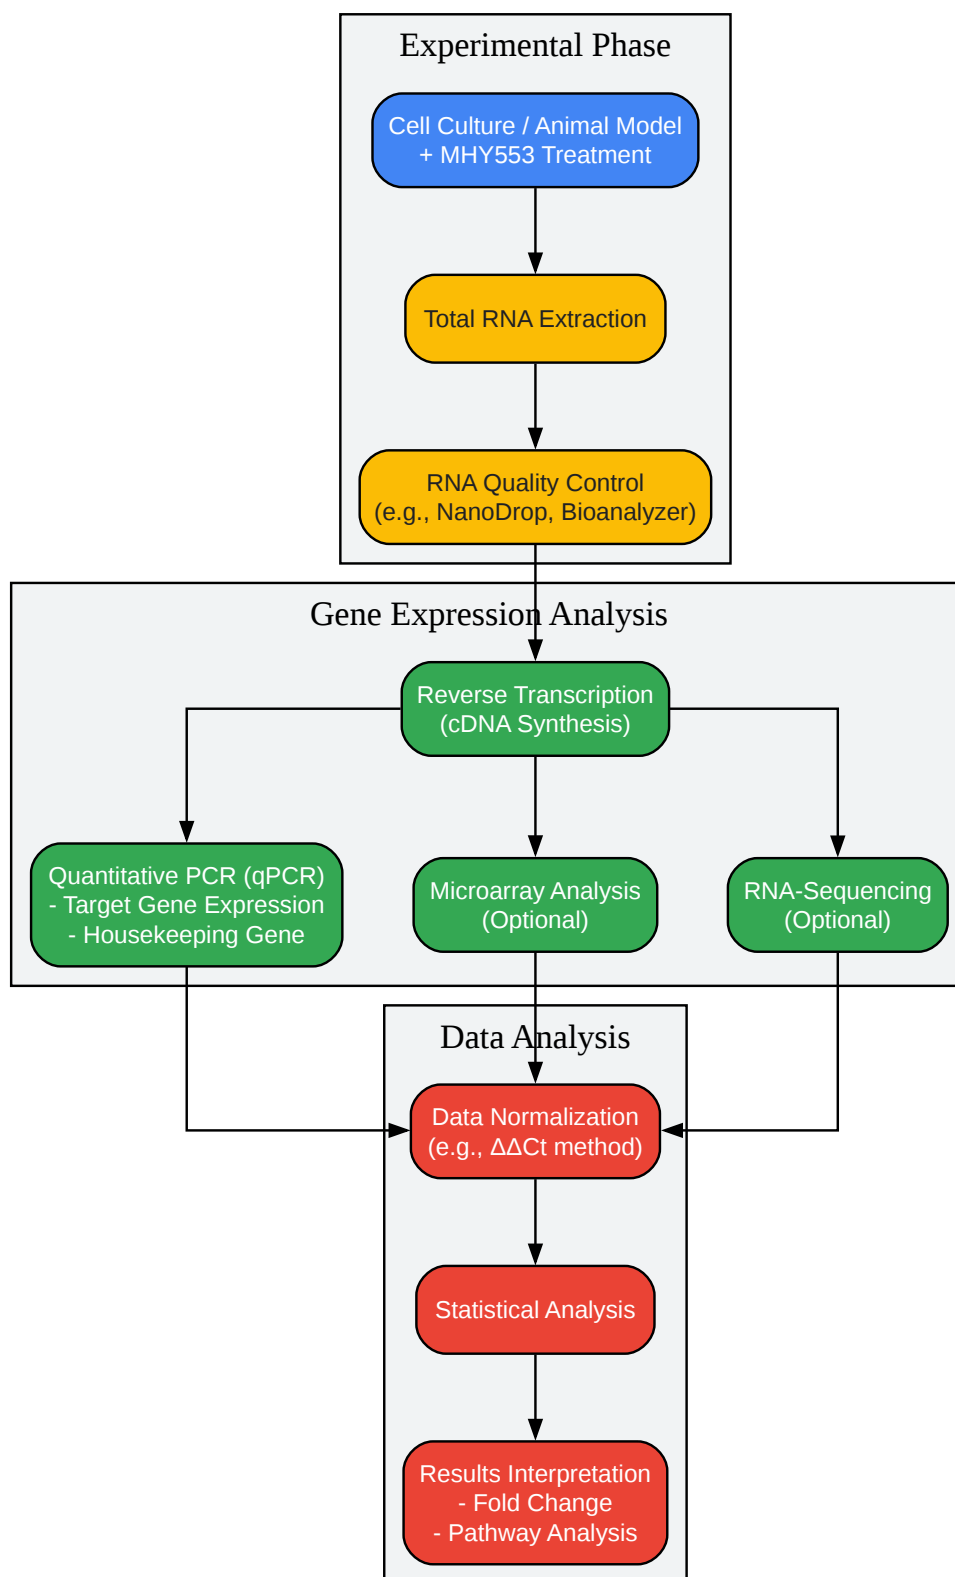 Experimental Phase
Cell Culture / Animal Model
+ MHY553 Treatment
Total RNA Extraction
RNA Quality Control
(e.g., NanoDrop, Bioanalyzer)
Gene Expression Analysis
Reverse Transcription
(cDNA Synthesis)
Quantitative PCR (qPCR)
- Target Gene Expression
- Housekeeping Gene
Microarray Analysis
(Optional)
RNA-Sequencing
(Optional)
Data Analysis
Data Normalization
(e.g., ΔΔCt method)
Statistical Analysis
Results Interpretation
- Fold Change
- Pathway Analysis